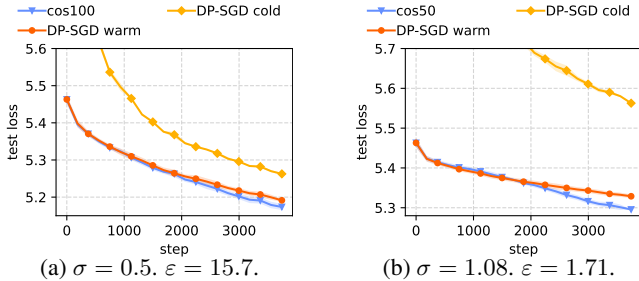 cos100
DP-SGD cold
DP-SGD warm
5.6
5.5
5.4
5.3
5.2
test loss
0
1000
2000
3000
step
(a) σ = 0.5. ε = 15.7.
cos50
DP-SGD cold
DP-SGD warm
5.7
5.6
5.5
5.4
5.3
test loss
0
1000
2000
3000
step
(b) σ = 1.08. ε = 1.71.